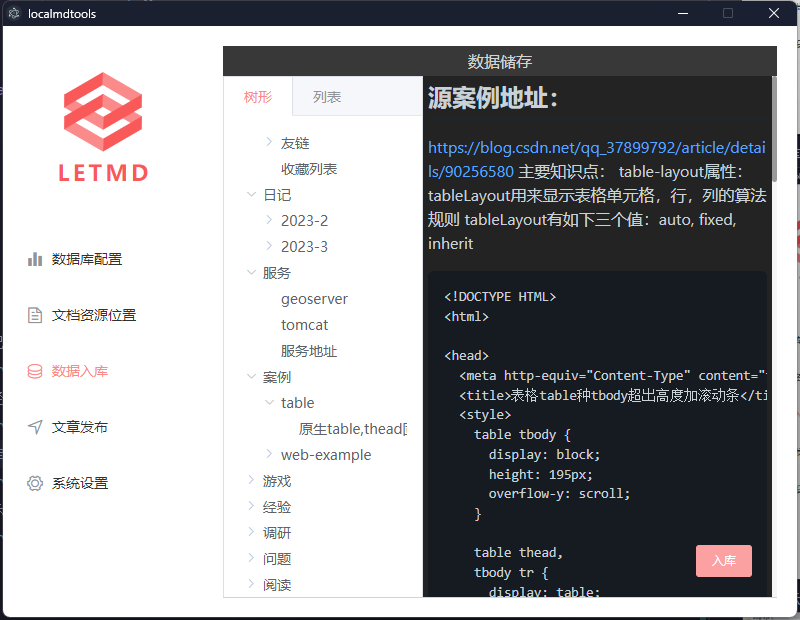 localmdtools
LETMD
数据库配置
文档资源位置
数据入库
文章发布
系统设置
数据储存
树形
列表
友链
收藏列表
日记
2023-2
2023-3
服务
geoserver
tomcat
服务地址
案例
table
原生table,thead
web-example
游戏
经验
调研
问题
阅读
源案例地址：
https://blog.csdn.net/qq_37899792/article/detai
ls/90256580 主要知识点： table-layout属性：
tableLayout用来显示表格单元格，行，列的算法
规则 tableLayout有如下三个值：auto, fixed,
inherit
<!DOCTYPE HTML>
<html>
<head>
<meta http-equiv="Content-Type" content="
<title>表格table种tbody超出高度加滚动条</ti
<style>
table tbody {
display: block;
height: 195px;
overflow-y: scroll;
}
table thead,
tbody tr {
display: table;
入库